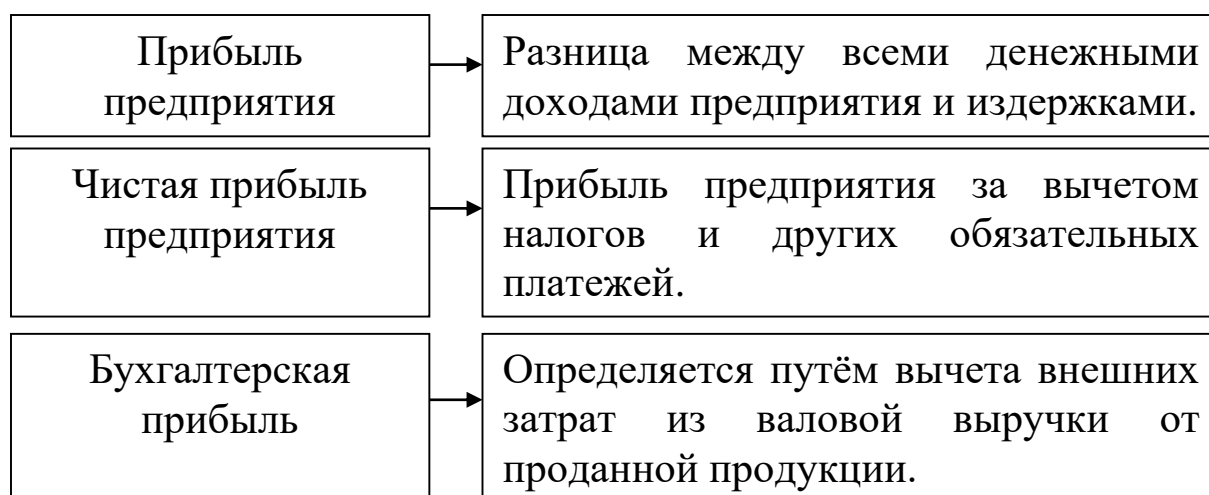 Прибыль
предприятия
Разница между всеми денежными
доходами предприятия и издержками.
Чистая прибыль
предприятия
Прибыль предприятия за вычетом
налогов и других обязательных
платежей.
Бухгалтерская
прибыль
Определяется путём вычета внешних
затрат из валовой выручки от
проданной продукции.